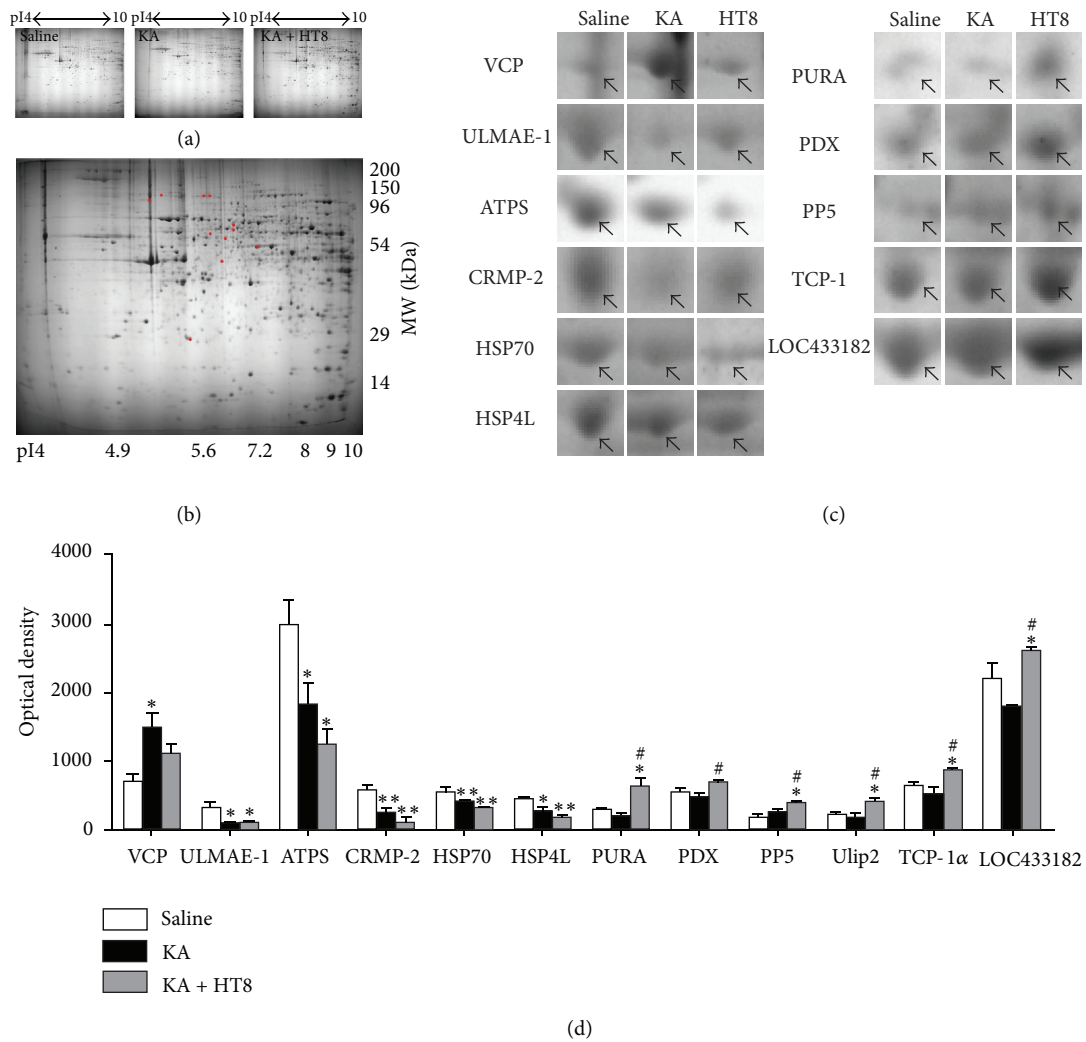 pI4 10 pI4 10 pI4 10
Saline KA KA + HT8
(a)
200
150
96
54
29
14
MW (kDa)
pI4 4.9 5.6 7.2 8 9 10
(b)
Saline KA HT8
VCP
ULMAE-1
ATPS
CRMP-2
HSP70
HSP4L
Saline KA HT8
PURA
PDX
PP5
TCP-1
LOC433182
(c)
4000
3000
2000
1000
0
Optical density
* * * * * ** ** ** ** * ** # * # # * # * # * # *
VCP ULMAE-1 ATPS CRMP-2 HSP70 HSP4L PURA PDX PP5 Ulip2 TCP-1α LOC433182
Saline
KA
KA + HT8
(d)